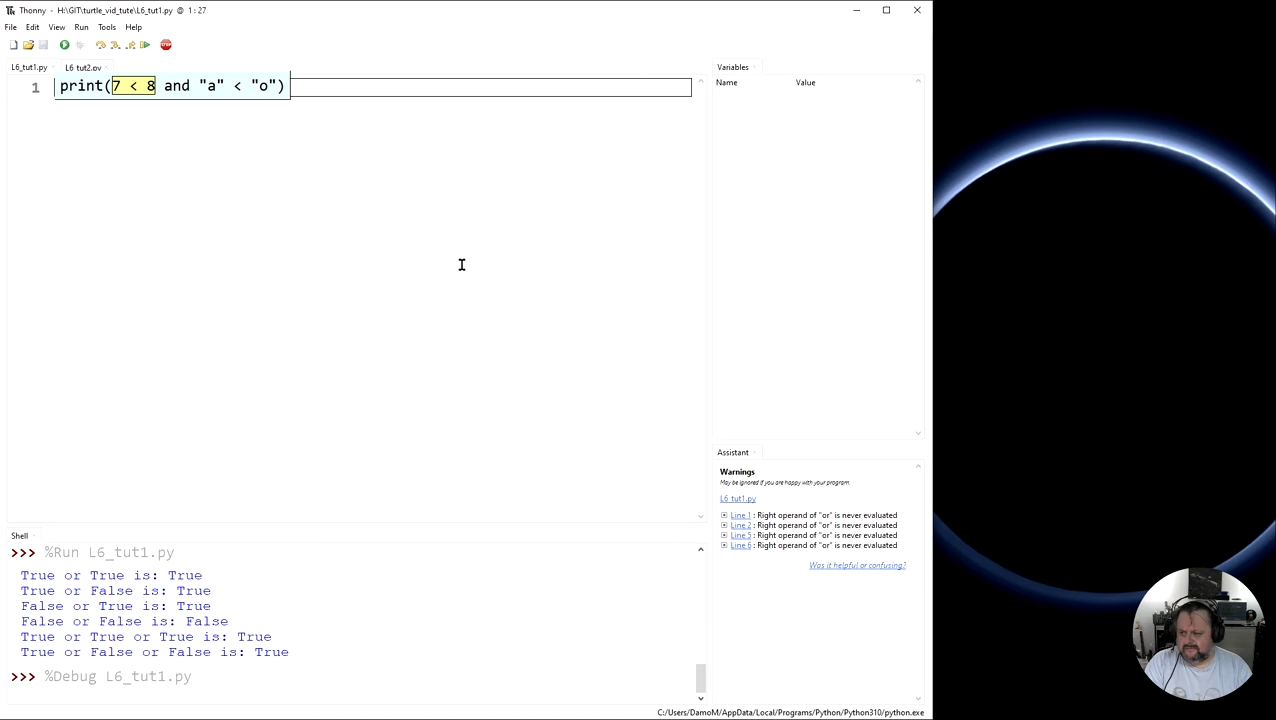 Thonny - H:\GIT\turtle_vid_tute\L6_tut1.py @ 1 : 27
File Edit View Run Tools Help
STOP
L6_tut1.py L6 tut2.py
1 print(7 < 8 and "a" < "o")
Variables
Name Value
Assistant
Warnings
May be ignored if you are happy with your program.
L6 tut1.py
Line 1 : Right operand of "or" is never evaluated
Line 2 : Right operand of "or" is never evaluated
Line 5 : Right operand of "or" is never evaluated
Line 6 : Right operand of "or" is never evaluated
Was it helpful or confusing?
Shell
>>> %Run L6_tut1.py
True or True is: True
True or False is: True
False or True is: True
False or False is: False
True or True or True is: True
True or False or False is: True
>>> %Debug L6_tut1.py
C:/Users/DamoM/AppData/Local/Programs/Python/Python310/python.exe